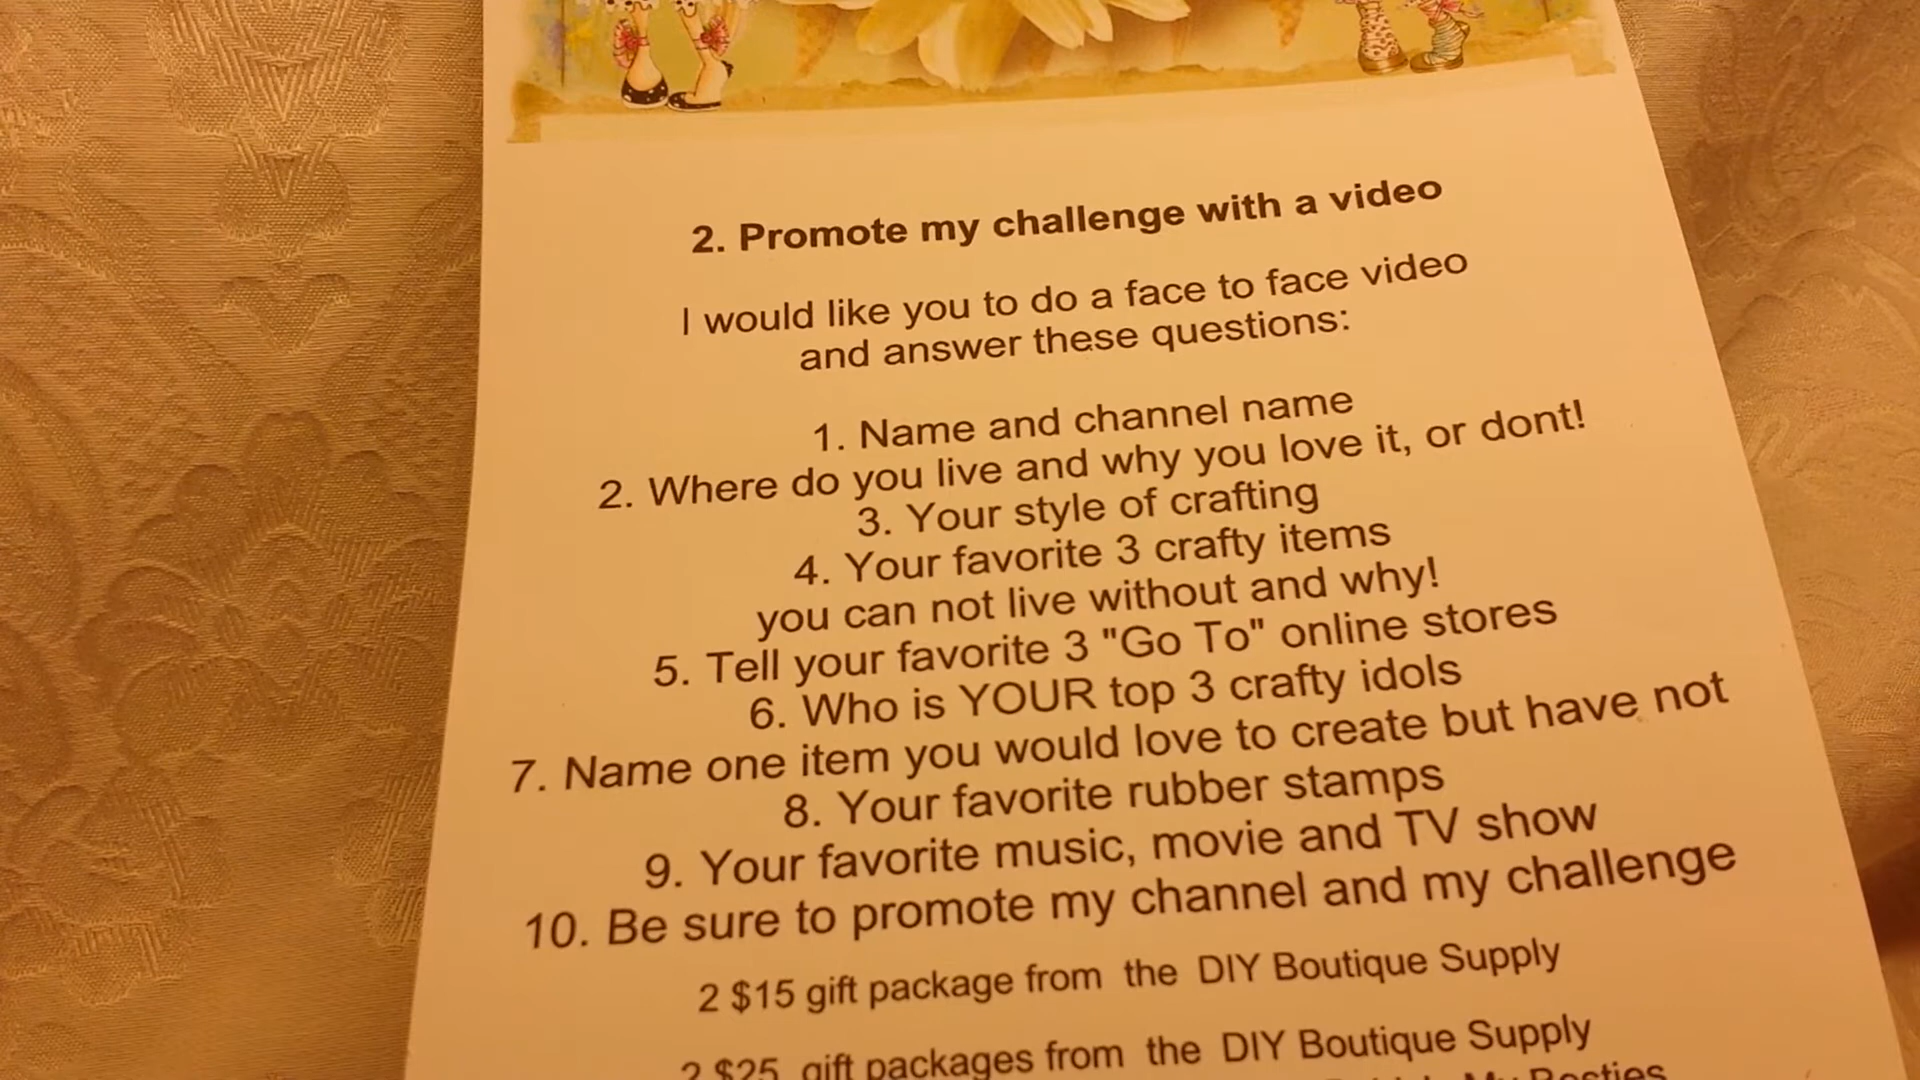 2. Promote my challenge with a video
I would like you to do a face to face video
and answer these questions:
1. Name and channel name
2. Where do you live and why you love it, or dont!
3. Your style of crafting
4. Your favorite 3 crafty items
you can not live without and why!
5. Tell your favorite 3 "Go To" online stores
6. Who is YOUR top 3 crafty idols
7. Name one item you would love to create but have not
8. Your favorite rubber stamps
9. Your favorite music, movie and TV show
10. Be sure to promote my channel and my challenge
2 $15 gift package from the DIY Boutique Supply
2 $25 gift packages from the DIY Boutique Supply
My Besties